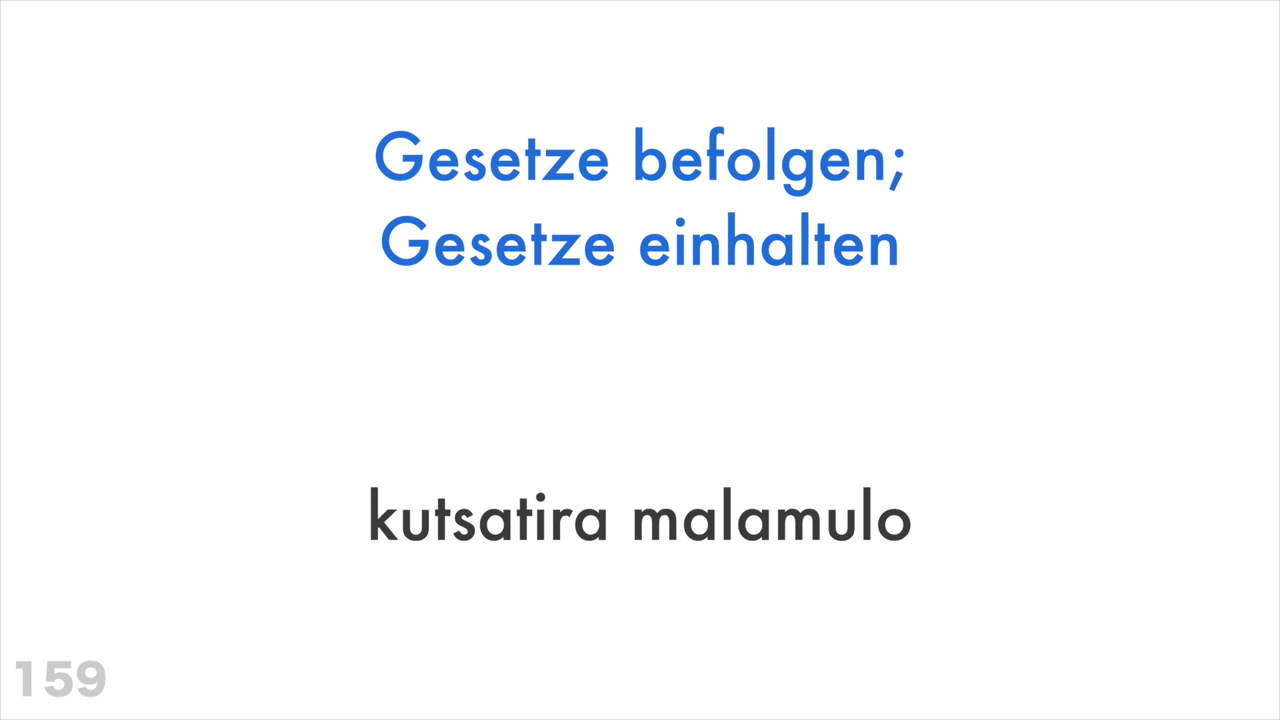 Gesetze befolgen;
Gesetze einhalten
kutsatira malamulo
159